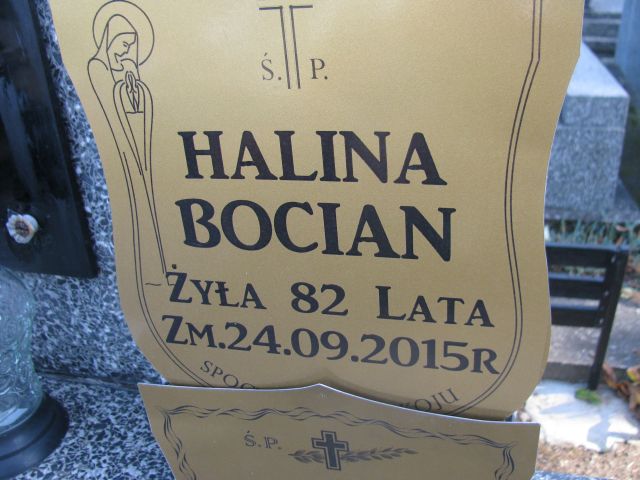 Ś. P.
HALINA
BOCIAN
ŻYŁA 82 LATA
ZM.24.09.2015R
Ś.P.